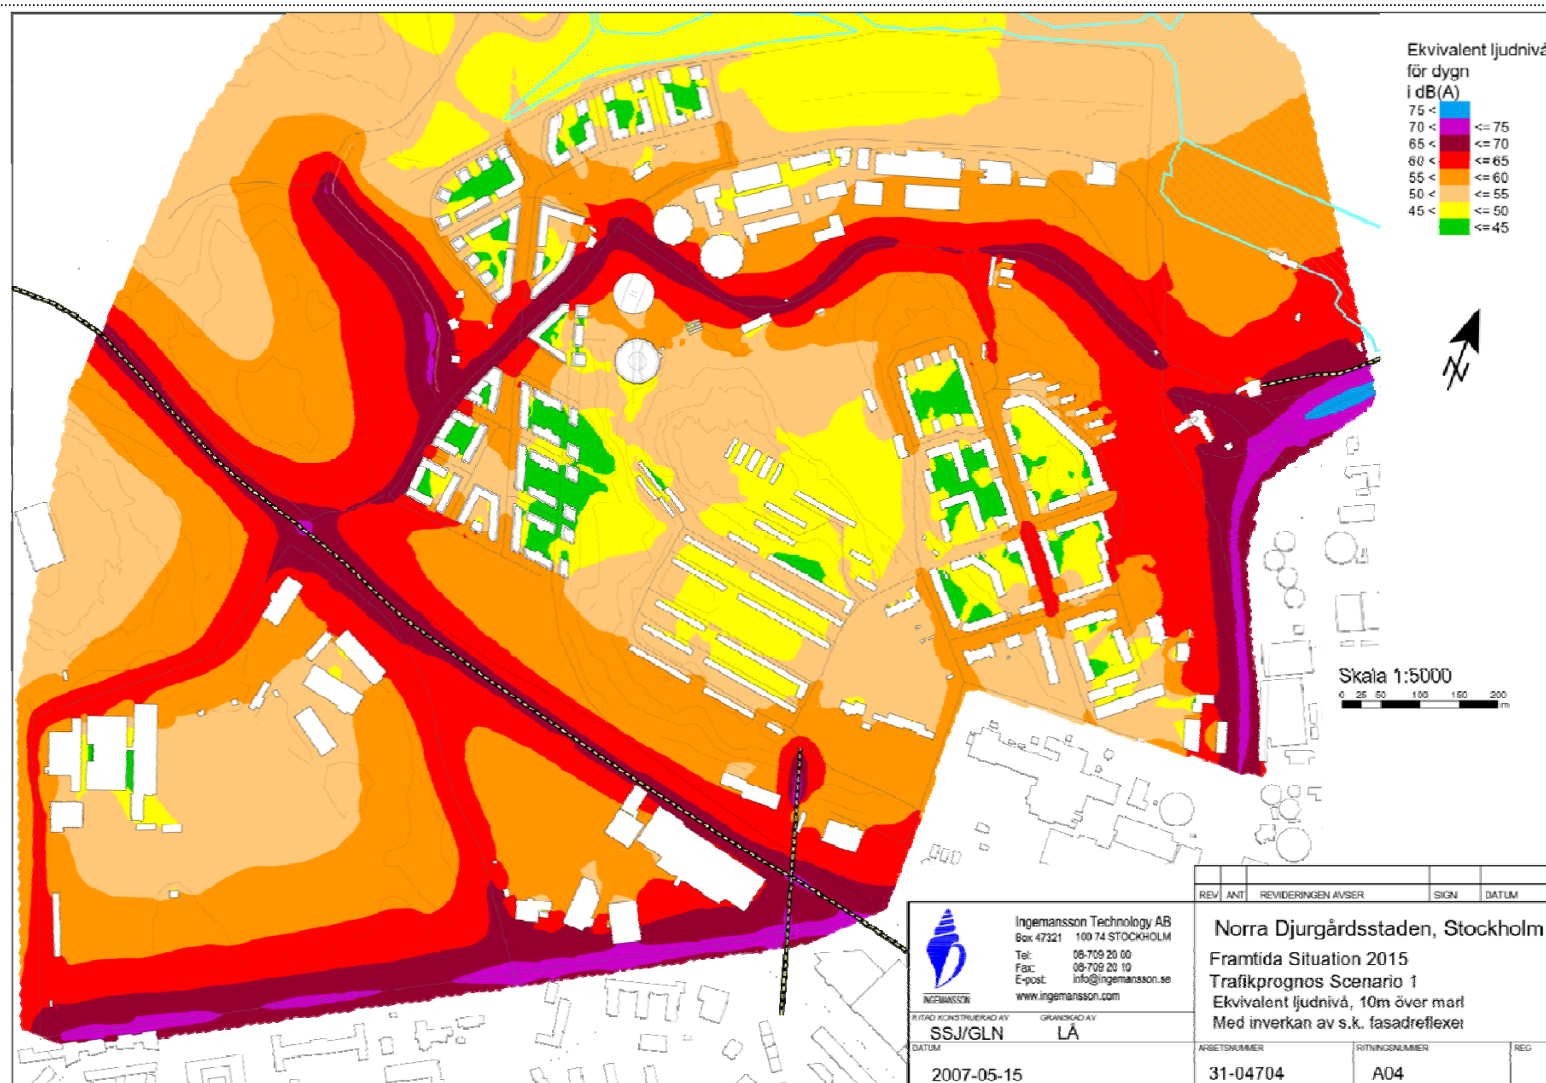 Ekvivalent ljudnivå
för dygn
i dB(A)
75 <
70 < <= 75
65 < <= 70
60 < <= 65
55 < <= 60
50 < <= 55
45 < <= 50
<= 45
N
Skala 1:5000
0 25 50 100 150 200
m
REV ANT REVIDERINGEN AVSER SIGN DATUM
INGEMANSSON
Ingemansson Technology AB
Box 47321 100 74 STOCKHOLM
Tel: 08-709 20 00
Fax: 08-709 20 10
E-post: info@ingemansson.se
www.ingemansson.com
RITAD KONSTRUERAD AV GRANSKAD AV
SSJ/GLN LÅ
DATUM
2007-05-15
Norra Djurgårdsstaden, Stockholm
Framtida Situation 2015
Trafikprognos Scenario 1
Ekvivalent ljudnivå, 10m över mark
Med inverkan av s.k. fasadreflexer
ARBETSNUMMER RITNINGSNUMMER REG
31-04704 A04